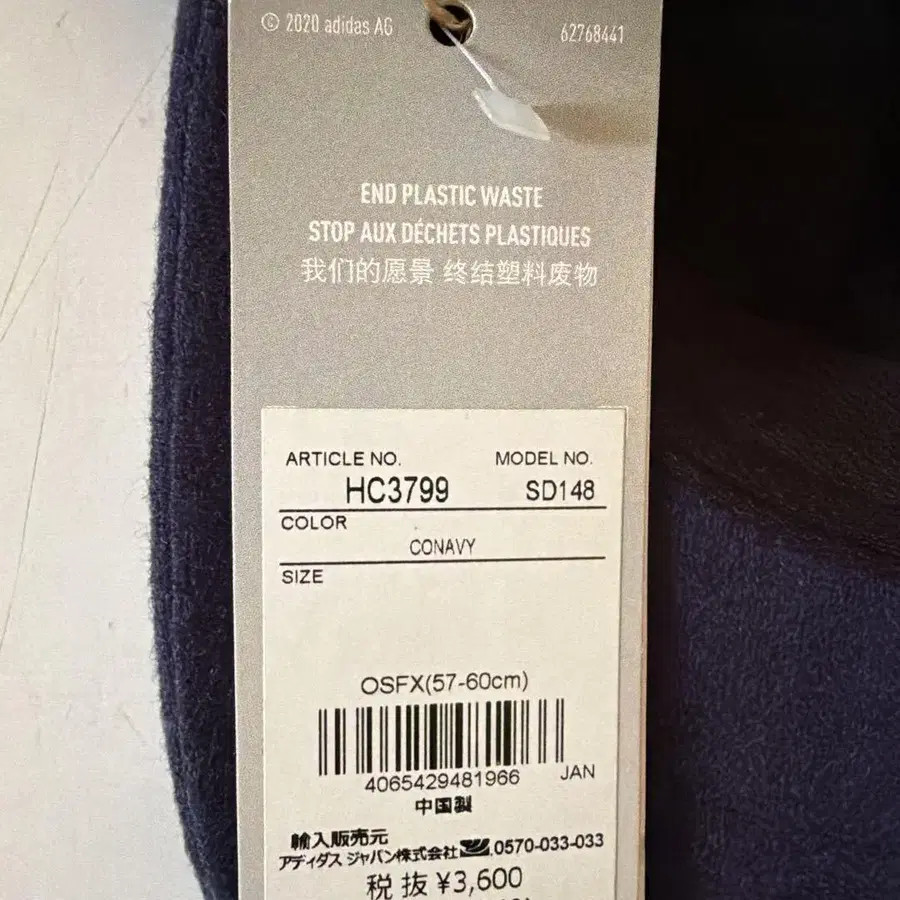 © 2020 adidas AG 62768441
END PLASTIC WASTE
STOP AUX DÉCHETS PLASTIQUES
我们的愿景 终结塑料废物
ARTICLE NO. MODEL NO.
HC3799 SD148
COLOR
CONAVY
SIZE
OSFX(57-60cm)
4065429481966 JAN
中国製
輸入販売元
アディダス ジャパン株式会社 0570-033-033
税抜 ¥3,600